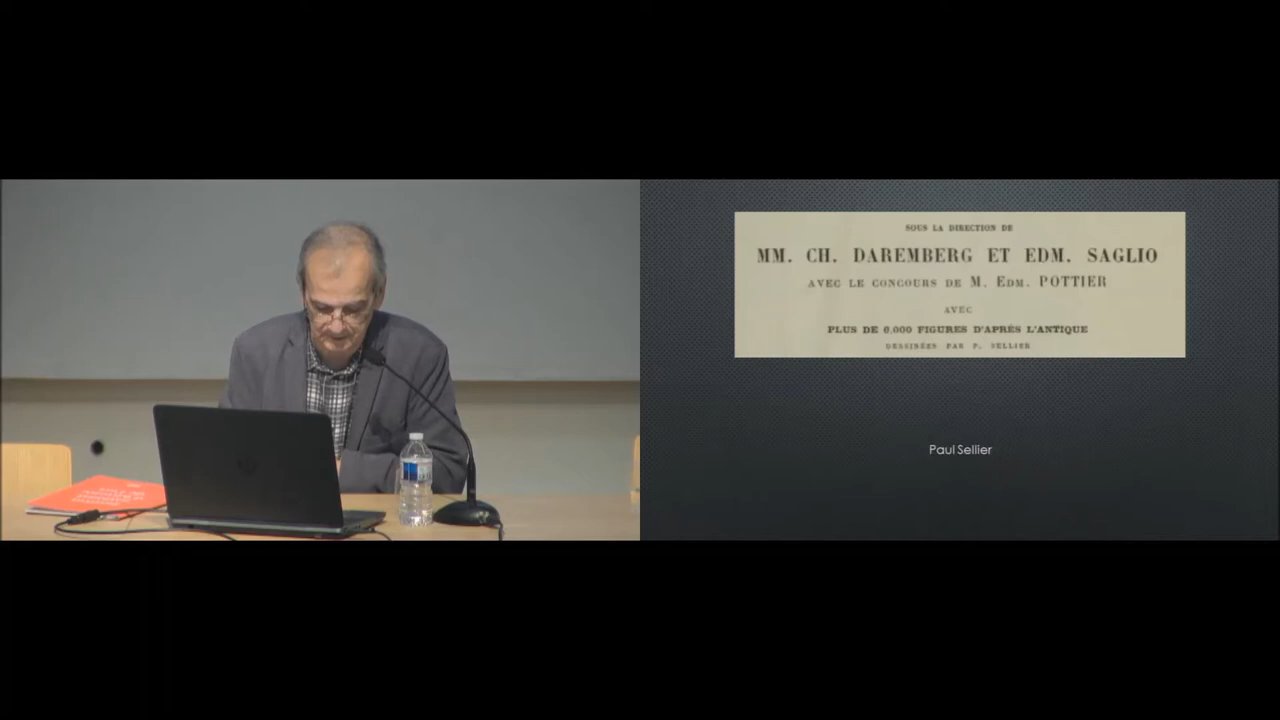 SOUS LA DIRECTION DE
MM. CH. DAREMBERG ET EDM. SAGLIO
AVEC LE CONCOURS DE M. EDM. POTTIER
AVEC
PLUS DE 6.000 FIGURES D'APRÈS L'ANTIQUE
DESSINÉES PAR P. SELLIER
Paul Sellier